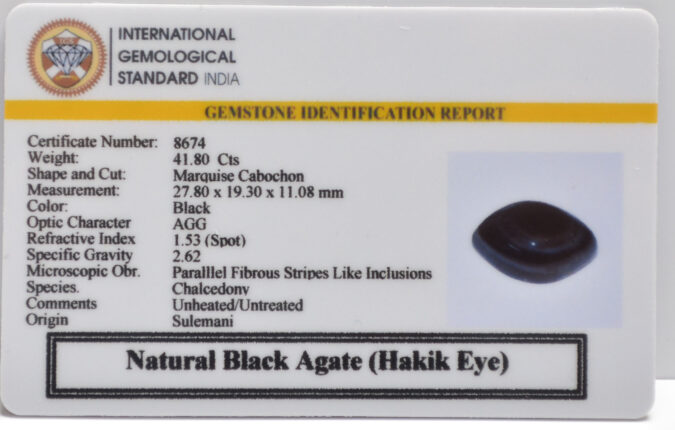 IGS
INTERNATIONAL
GEMOLOGICAL
STANDARD INDIA
GEMSTONE IDENTIFICATION REPORT
Certificate Number: 8674
Weight: 41.80 Cts
Shape and Cut: Marquise Cabochon
Measurement: 27.80 x 19.30 x 11.08 mm
Color: Black
Optic Character AGG
Refractive Index 1.53 (Spot)
Specific Gravity 2.62
Microscopic Obr. Paralllel Fibrous Stripes Like Inclusions
Species. Chalcedony
Comments Unheated/Untreated
Origin Sulemani
Natural Black Agate (Hakik Eye)